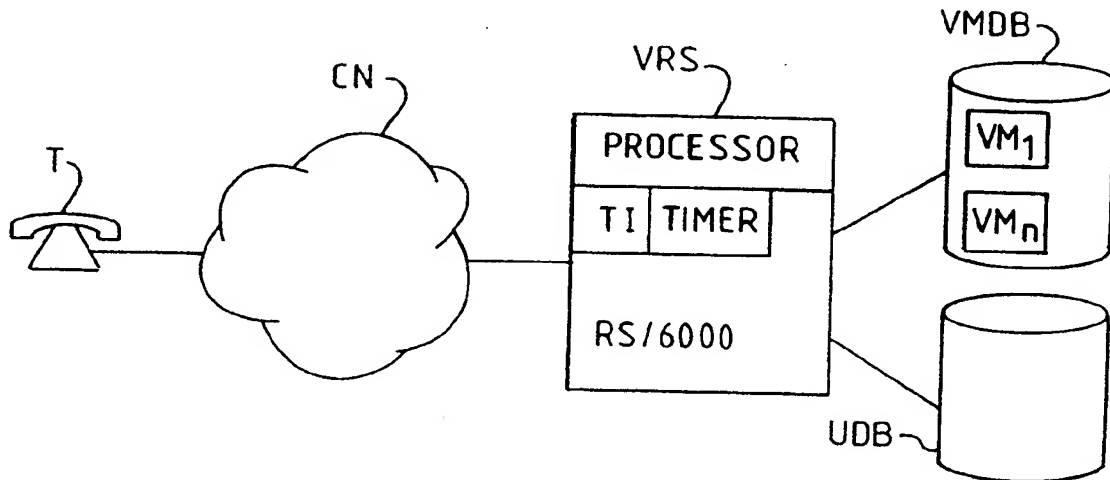 VMDB
VRS
CN
T
PROCESSOR
VM1
TI
TIMER
VMn
RS/6000
UDB